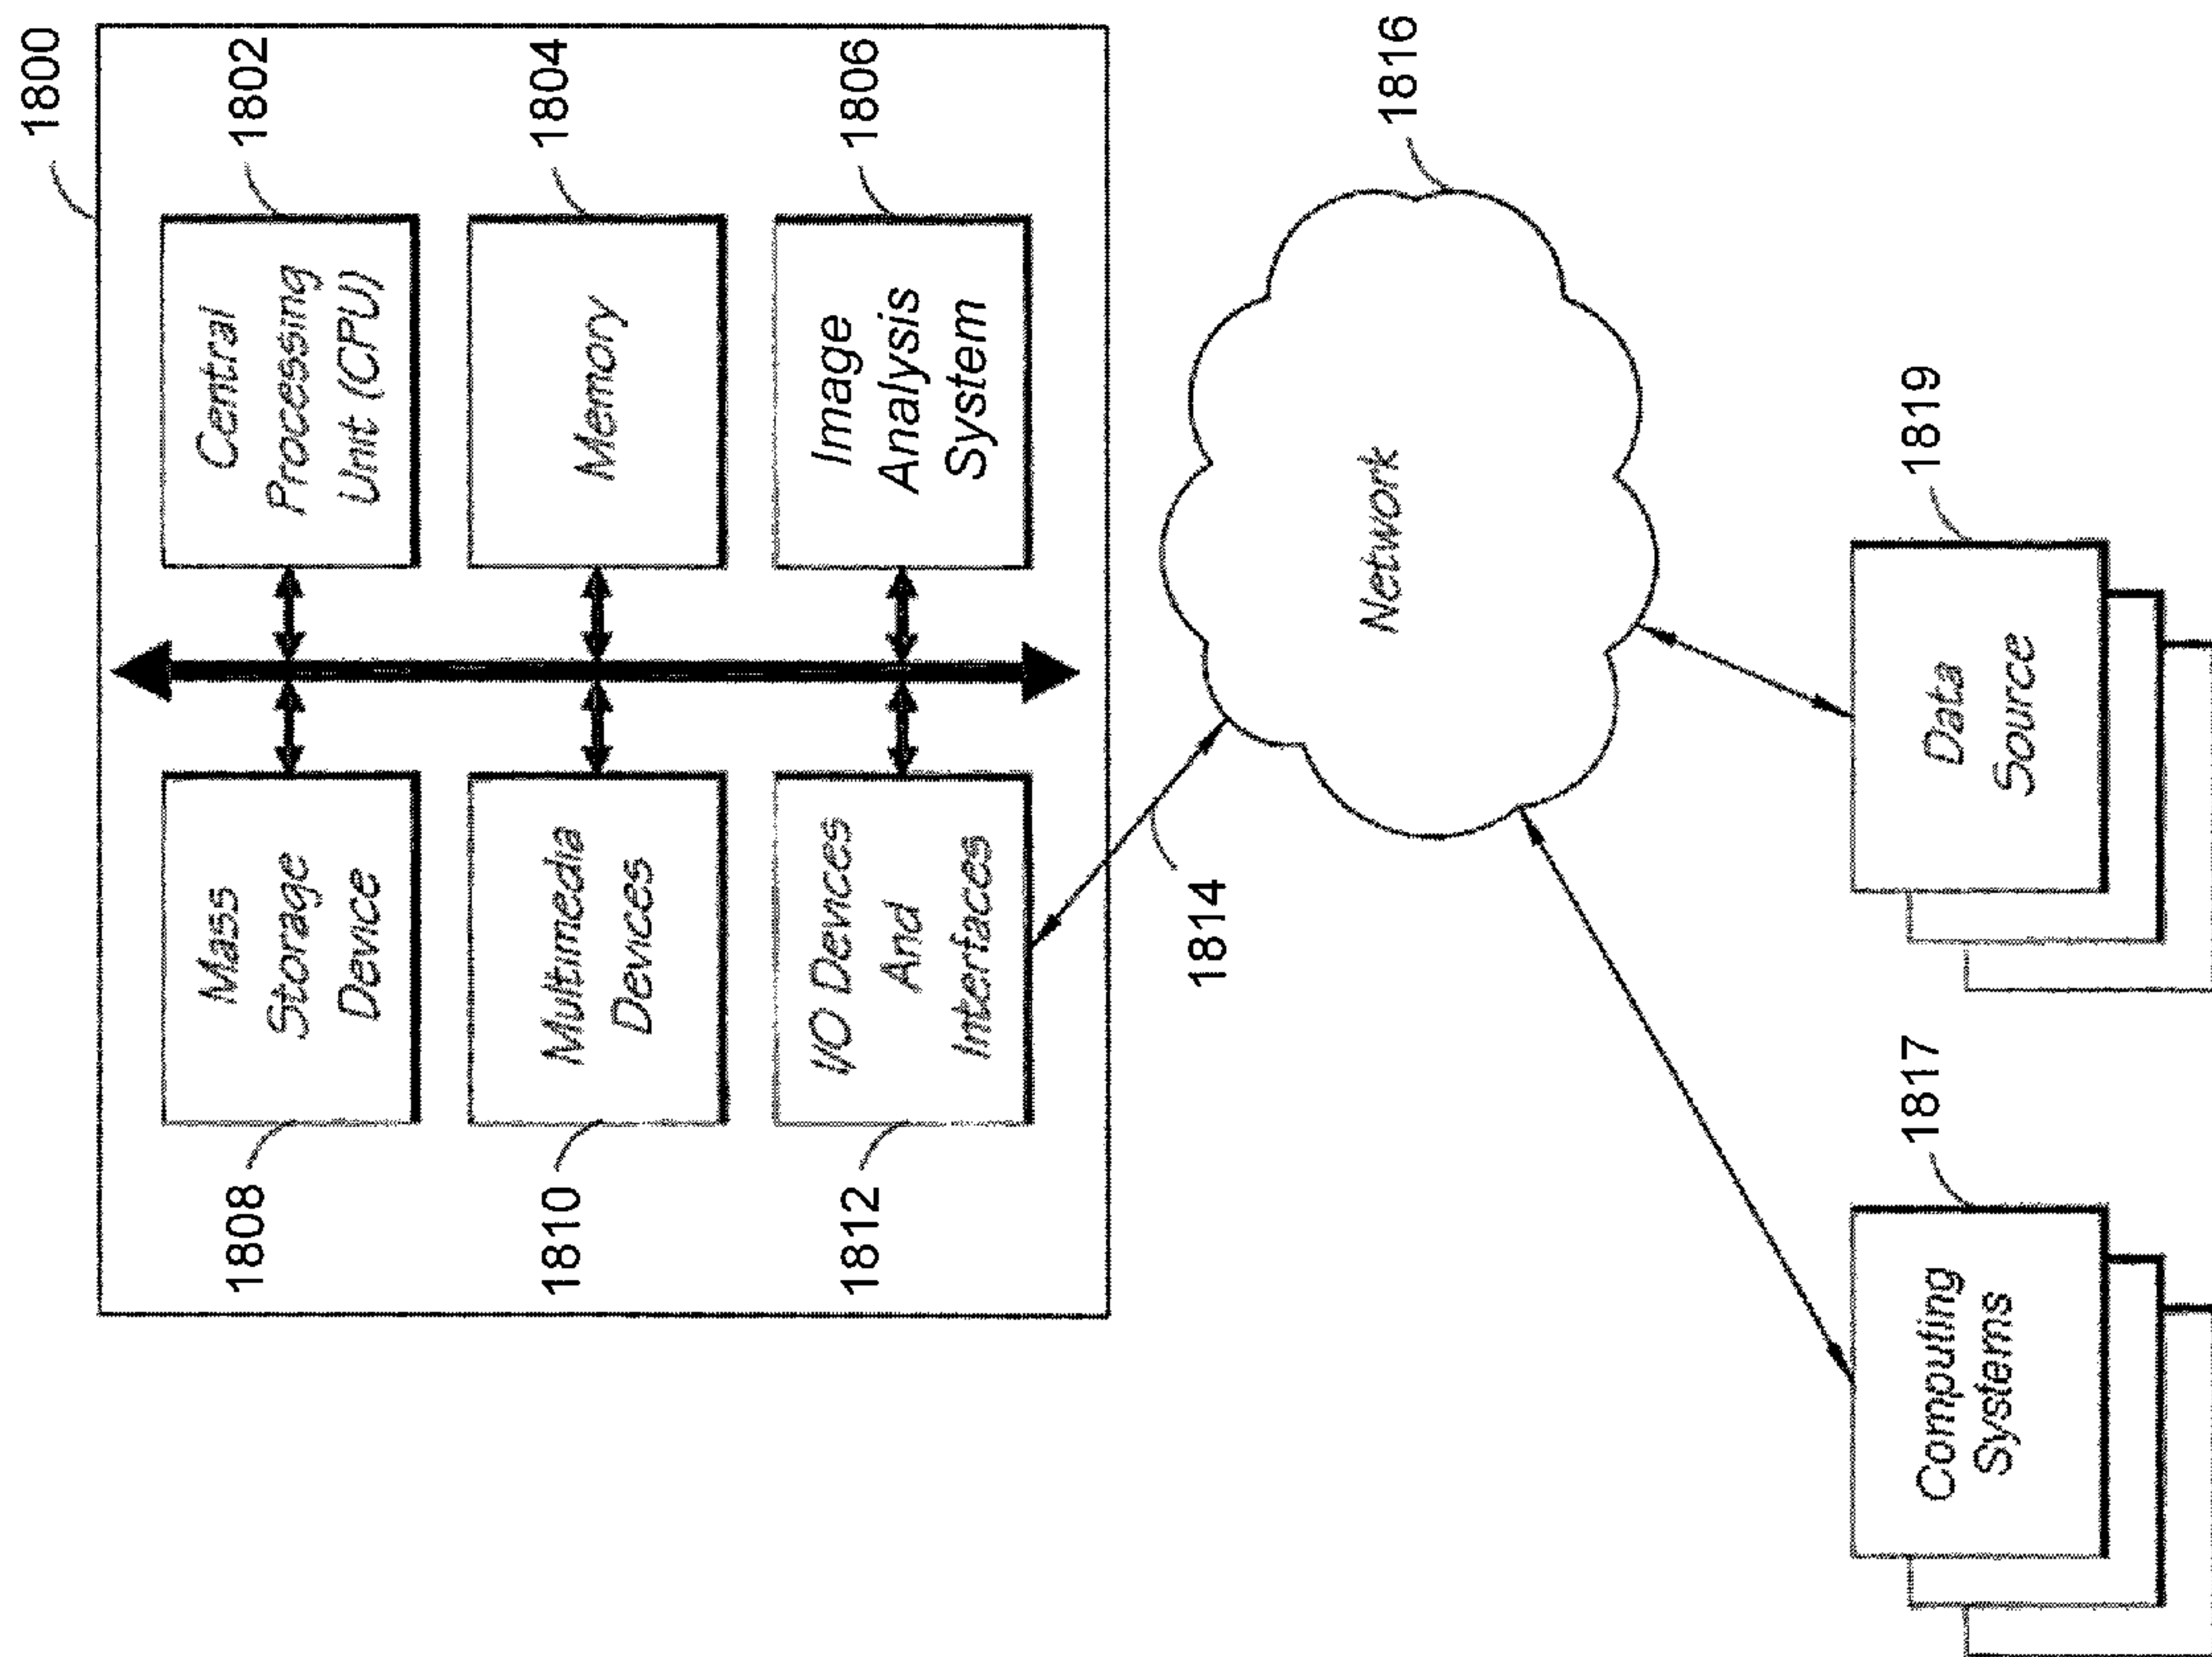 1800
1808
Mass
Storage
Device
Central
Processing
Unit (CPU)
1802
1810
Multimedia
Devices
Memory
1804
1812
I/O Devices
And
Interfaces
Image
Analysis
System
1806
1814
Network
1816
1817
Computing
Systems
1819
Data
Source